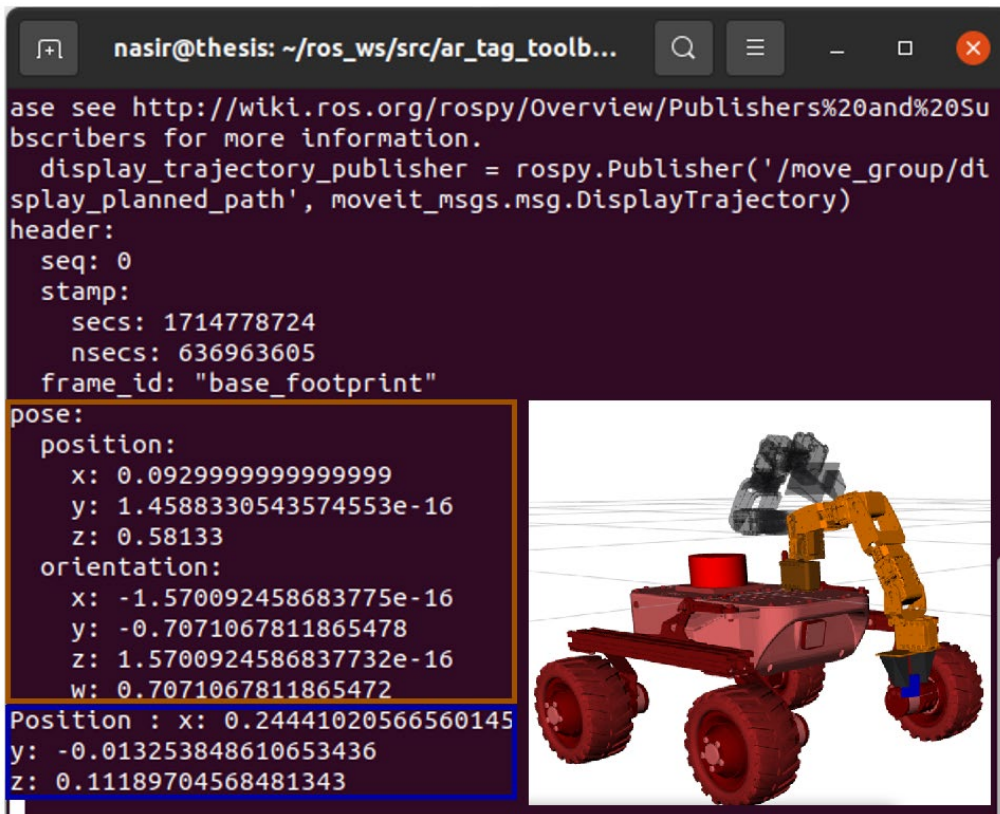 nasir@thesis: ~/ros_ws/src/ar_tag_toolb...
ase see http://wiki.ros.org/rospy/Overview/Publishers%20and%20Su
bscribers for more information.
  display_trajectory_publisher = rospy.Publisher('/move_group/di
splay_planned_path', moveit_msgs.msg.DisplayTrajectory)
header:
  seq: 0
  stamp:
    secs: 1714778724
    nsecs: 636963605
  frame_id: "base_footprint"
pose:
  position:
    x: 0.0929999999999999
    y: 1.4588330543574553e-16
    z: 0.58133
  orientation:
    x: -1.570092458683775e-16
    y: -0.7071067811865478
    z: 1.5700924586837732e-16
    w: 0.7071067811865472
Position : x: 0.24441020566560145
y: -0.013253848610653436
z: 0.11189704568481343